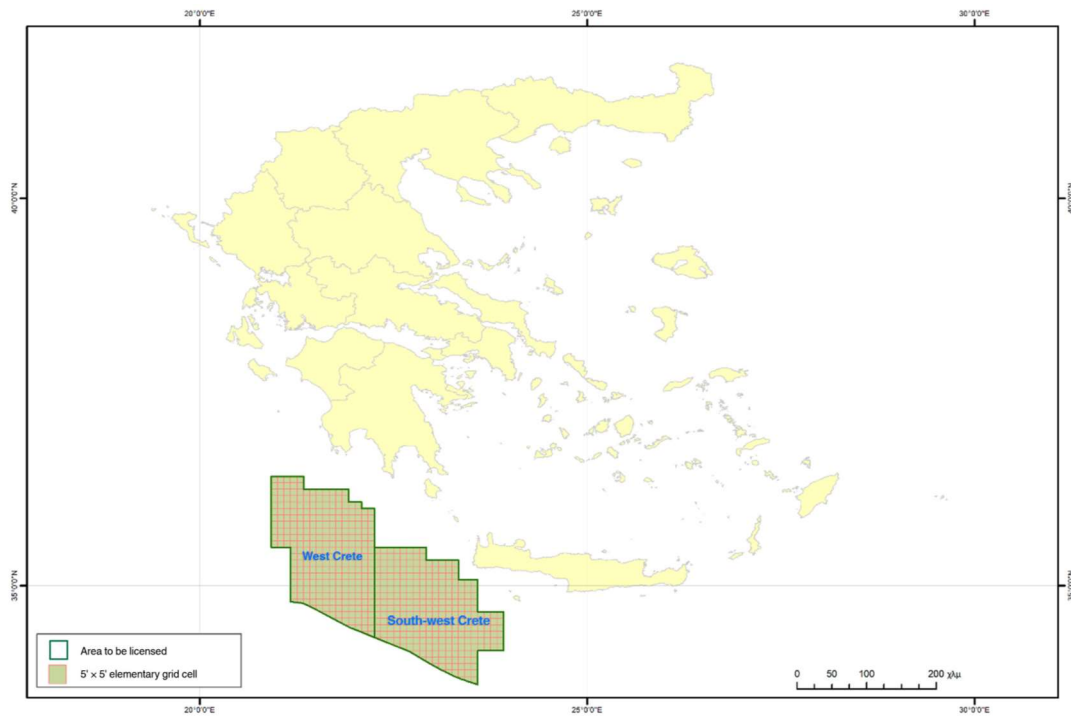 20°0'0"E 25°0'0"E 30°0'0"E
40°0'0"N 40°0'0"N
West Crete
35°0'0"N 35°0'0"N
South-west Crete
Area to be licensed
5' × 5' elementary grid cell
0 50 100 200 χλμ
20°0'0"E 25°0'0"E 30°0'0"E